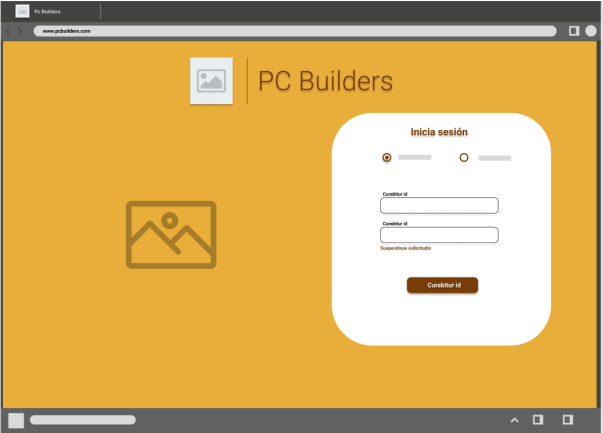 Pc Builders
www.pcbuilders.com
PC Builders
Inicia sesión
Curabitur id
Curabitur id
Suspendisse sollicitudin
Curabitur id